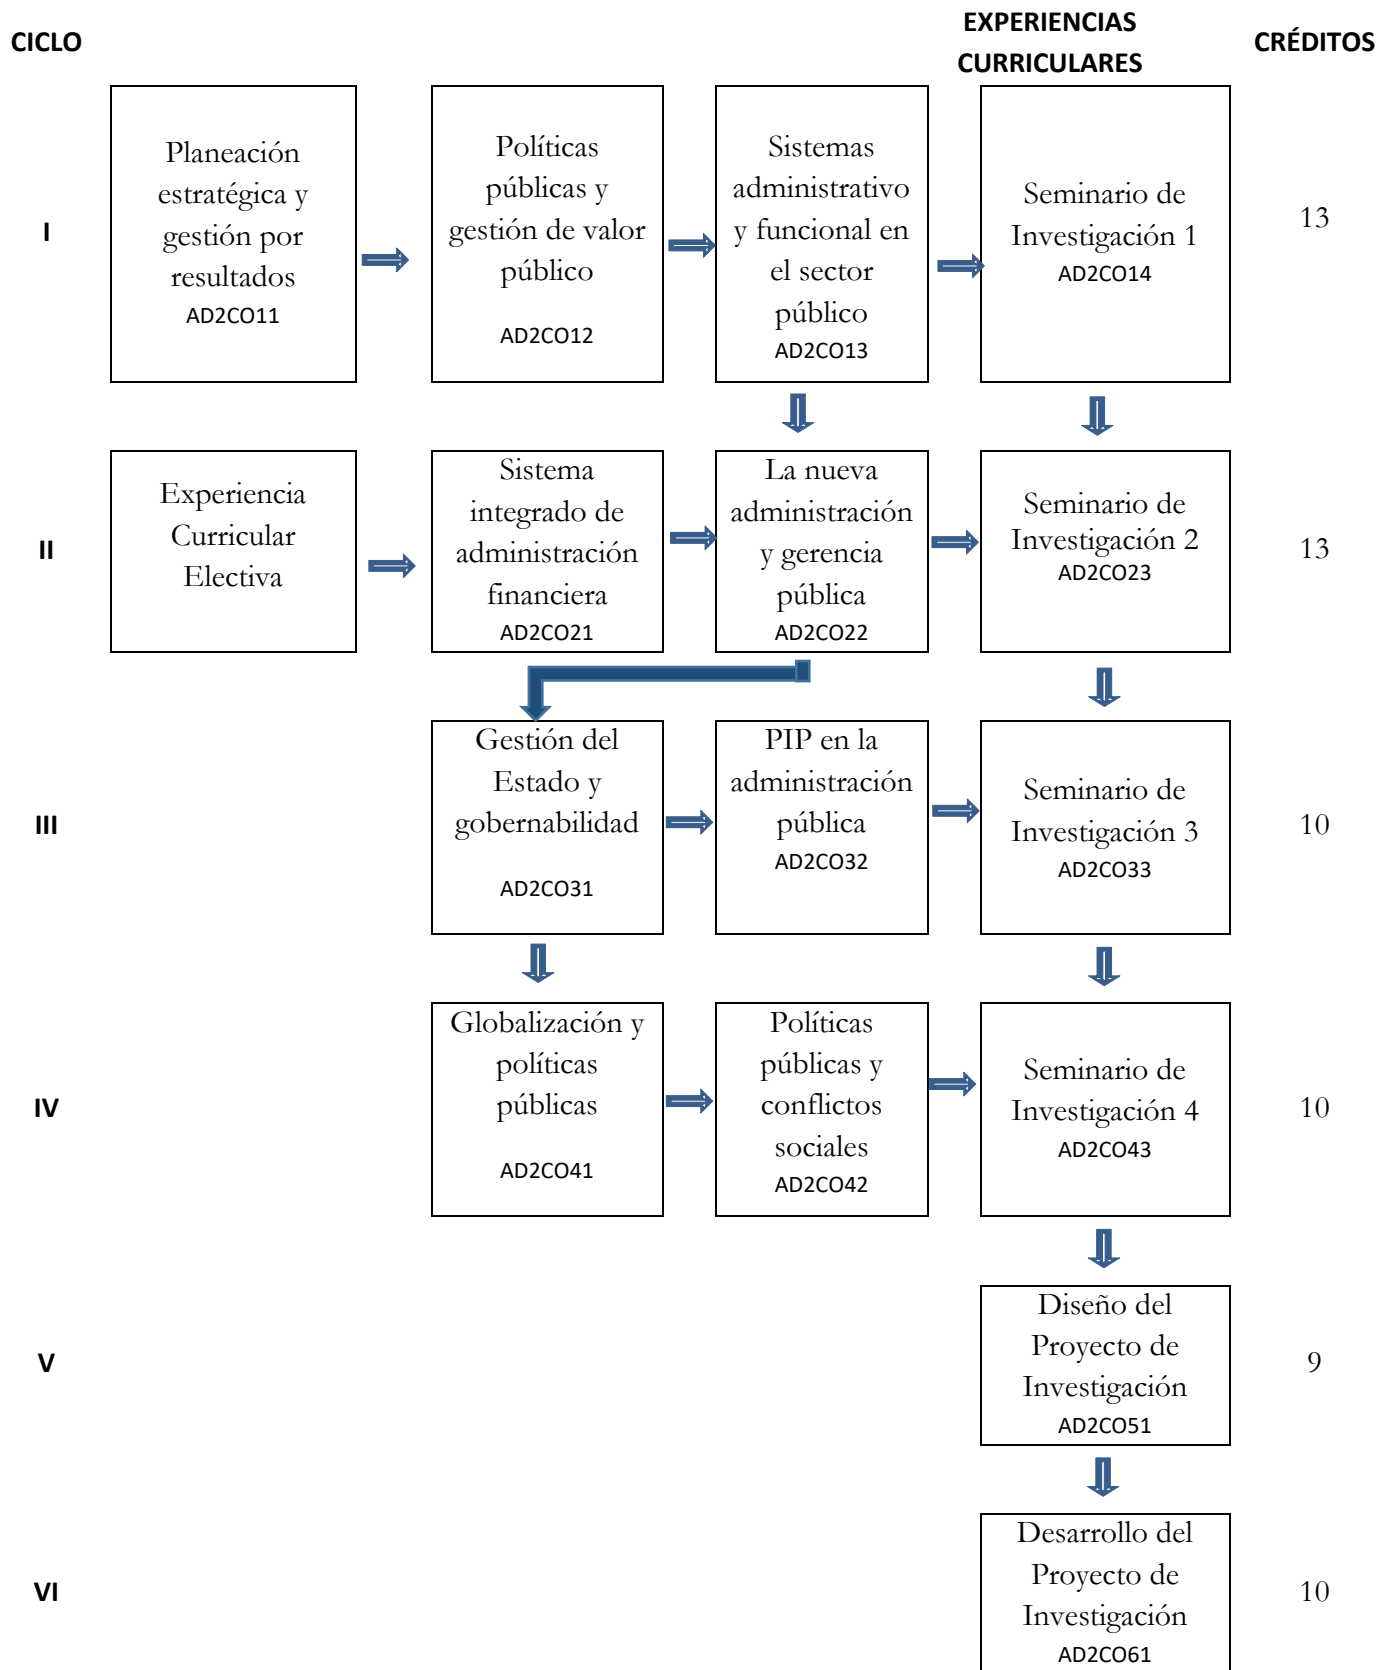 CICLO
EXPERIENCIAS
CURRICULARES
CRÉDITOS
I
Planeación
estratégica y
gestión por
resultados
AD2CO11
Políticas
públicas y
gestión de valor
público
AD2CO12
Sistemas
administrativo
y funcional en
el sector
público
AD2CO13
Seminario de
Investigación 1
AD2CO14
13
II
Experiencia
Curricular
Electiva
Sistema
integrado de
administración
financiera
AD2CO21
La nueva
administración
y gerencia
pública
AD2CO22
Seminario de
Investigación 2
AD2CO23
13
III
Gestión del
Estado y
gobernabilidad
AD2CO31
PIP en la
administración
pública
AD2CO32
Seminario de
Investigación 3
AD2CO33
10
IV
Globalización y
políticas
públicas
AD2CO41
Políticas
públicas y
conflictos
sociales
AD2CO42
Seminario de
Investigación 4
AD2CO43
10
V
Diseño del
Proyecto de
Investigación
AD2CO51
9
VI
Desarrollo del
Proyecto de
Investigación
AD2CO61
10